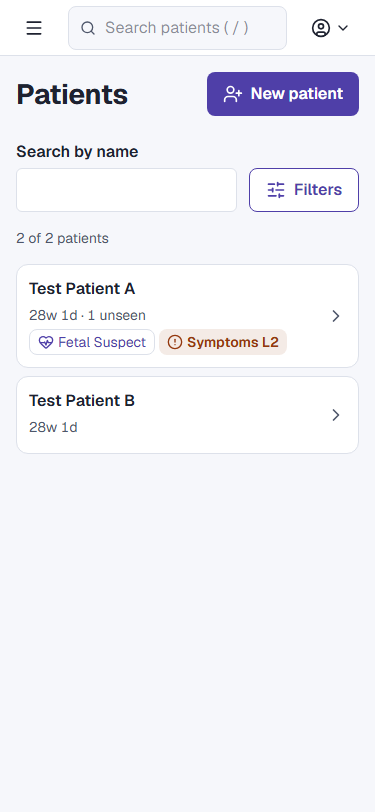 Search patients ( / )
Patients
New patient
Search by name
Filters
2 of 2 patients
Test Patient A
28w 1d · 1 unseen
Fetal Suspect
Symptoms L2
Test Patient B
28w 1d